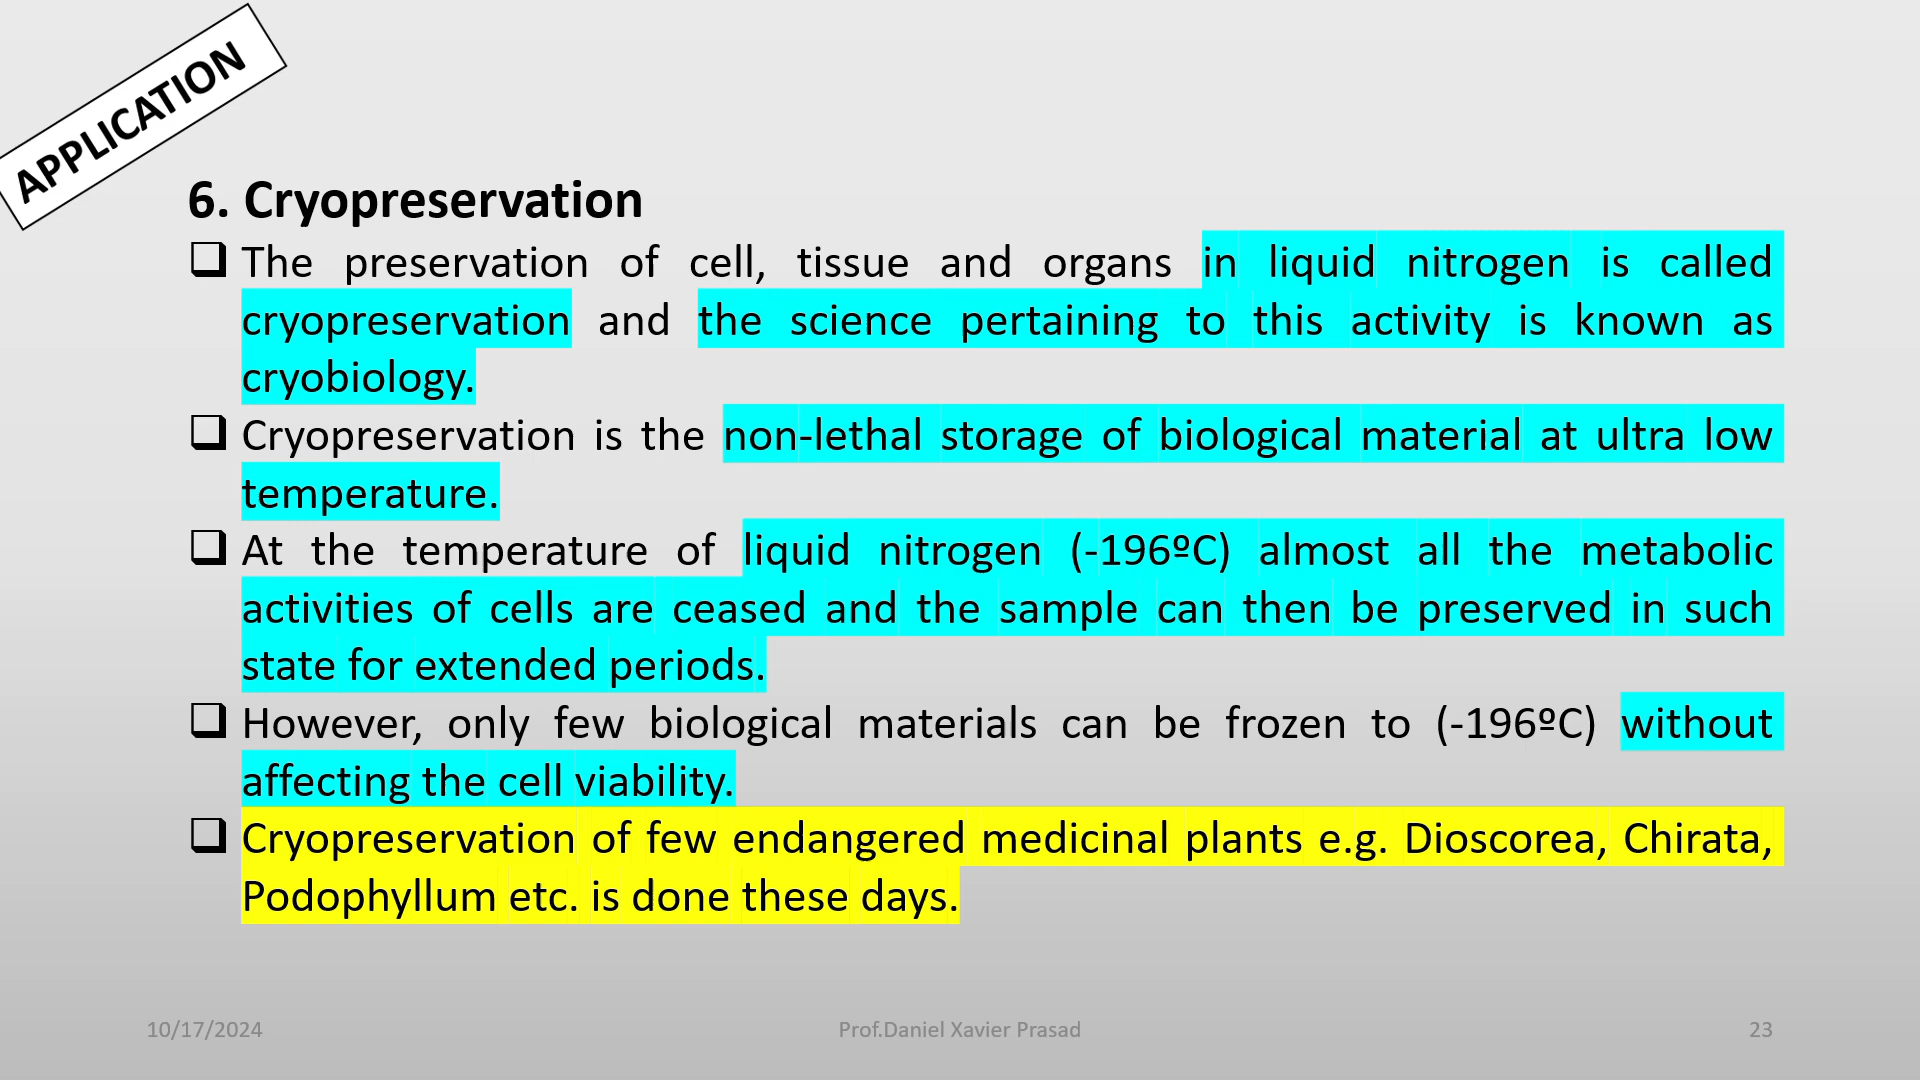 APPLICATION
6. Cryopreservation
The preservation of cell, tissue and organs in liquid nitrogen is called
cryopreservation and the science pertaining to this activity is known as
cryobiology.
Cryopreservation is the non-lethal storage of biological material at ultra low
temperature.
At the temperature of liquid nitrogen (-196ºC) almost all the metabolic
activities of cells are ceased and the sample can then be preserved in such
state for extended periods.
However, only few biological materials can be frozen to (-196ºC) without
affecting the cell viability.
Cryopreservation of few endangered medicinal plants e.g. Dioscorea, Chirata,
Podophyllum etc. is done these days.
10/17/2024
Prof.Daniel Xavier Prasad
23